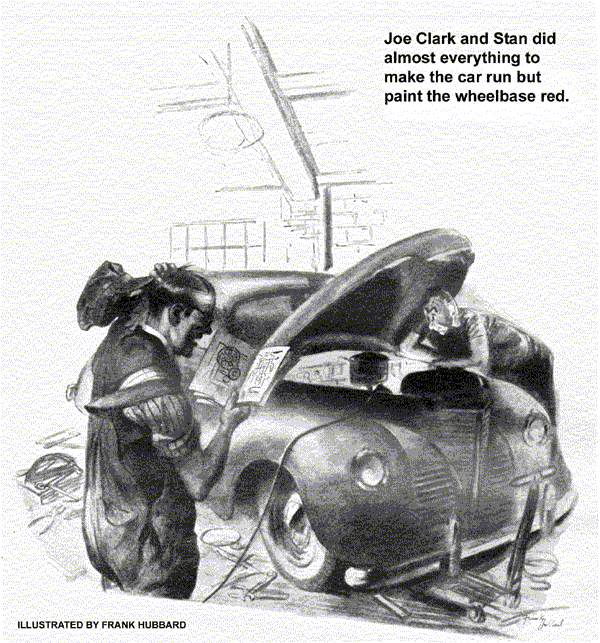 Joe Clark and Stan did
almost everything to
make the car run but
paint the wheelbase red.
ILLUSTRATED BY FRANK HUBBARD